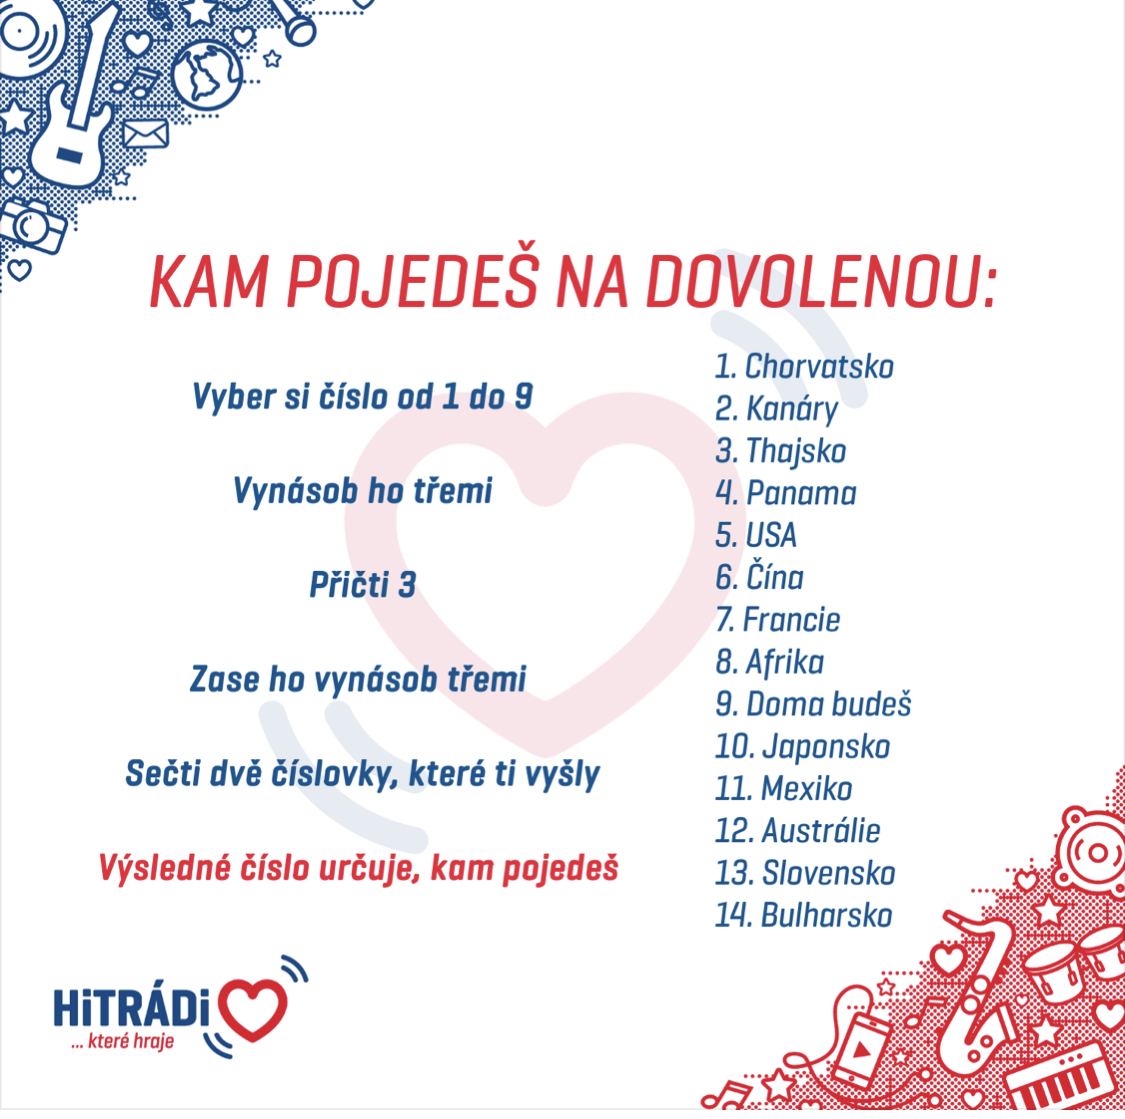 KAM POJEDEŠ NA DOVOLENOU:
Vyber si číslo od 1 do 9
Vynásob ho třemi
Přičti 3
Zase ho vynásob třemi
Sečti dvě číslovky, které ti vyšly
Výsledné číslo určuje, kam pojedeš
1. Chorvatsko
2. Kanáry
3. Thajsko
4. Panama
5. USA
6. Čína
7. Francie
8. Afrika
9. Doma budeš
10. Japonsko
11. Mexiko
12. Austrálie
13. Slovensko
14. Bulharsko
HiTRÁDi
... které hraje